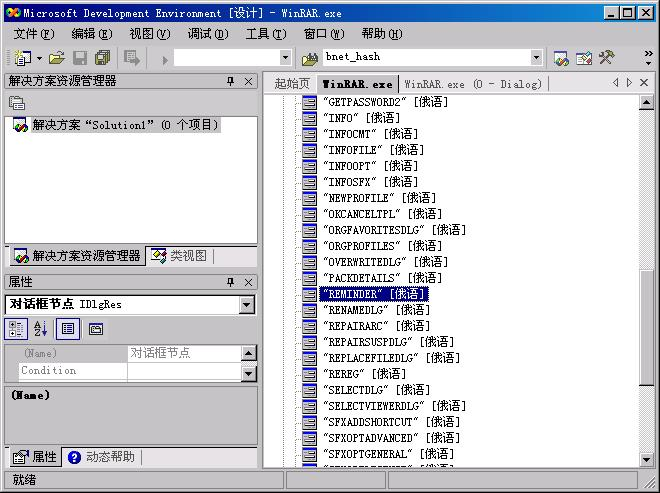 Microsoft Development Environment [设计] - WinRAR.exe
文件(F) 编辑(E) 视图(V) 调试(D) 工具(T) 窗口(W) 帮助(H)
bnet_hash
解决方案资源管理器
解决方案“Solution1”(0 个项目)
解决方案资源管理器 类视图
属性
对话框节点 IDlgRes
(Name) 对话框节点
Condition
(Name)
属性 动态帮助
起始页 WinRAR.exe WinRAR.exe (0 - Dialog)
"GETPASSWORD2" [俄语]
"INFO" [俄语]
"INFOCMT" [俄语]
"INFOFILE" [俄语]
"INFOOPT" [俄语]
"INFOSFX" [俄语]
"NEWPROFILE" [俄语]
"OKCANCELTPL" [俄语]
"ORGFAVORITESDLG" [俄语]
"ORGPROFILES" [俄语]
"OVERWRITEDLG" [俄语]
"PACKDETAILS" [俄语]
"REMINDER" [俄语]
"RENAMEDLG" [俄语]
"REPAIRARC" [俄语]
"REPAIRSUSPDLG" [俄语]
"REPLACEFILEDLG" [俄语]
"REREG" [俄语]
"SELECTDLG" [俄语]
"SELECTVIEWERDLG" [俄语]
"SFXADDSHORTCUT" [俄语]
"SFXOPTADVANCED" [俄语]
"SFXOPTGENERAL" [俄语]
就绪